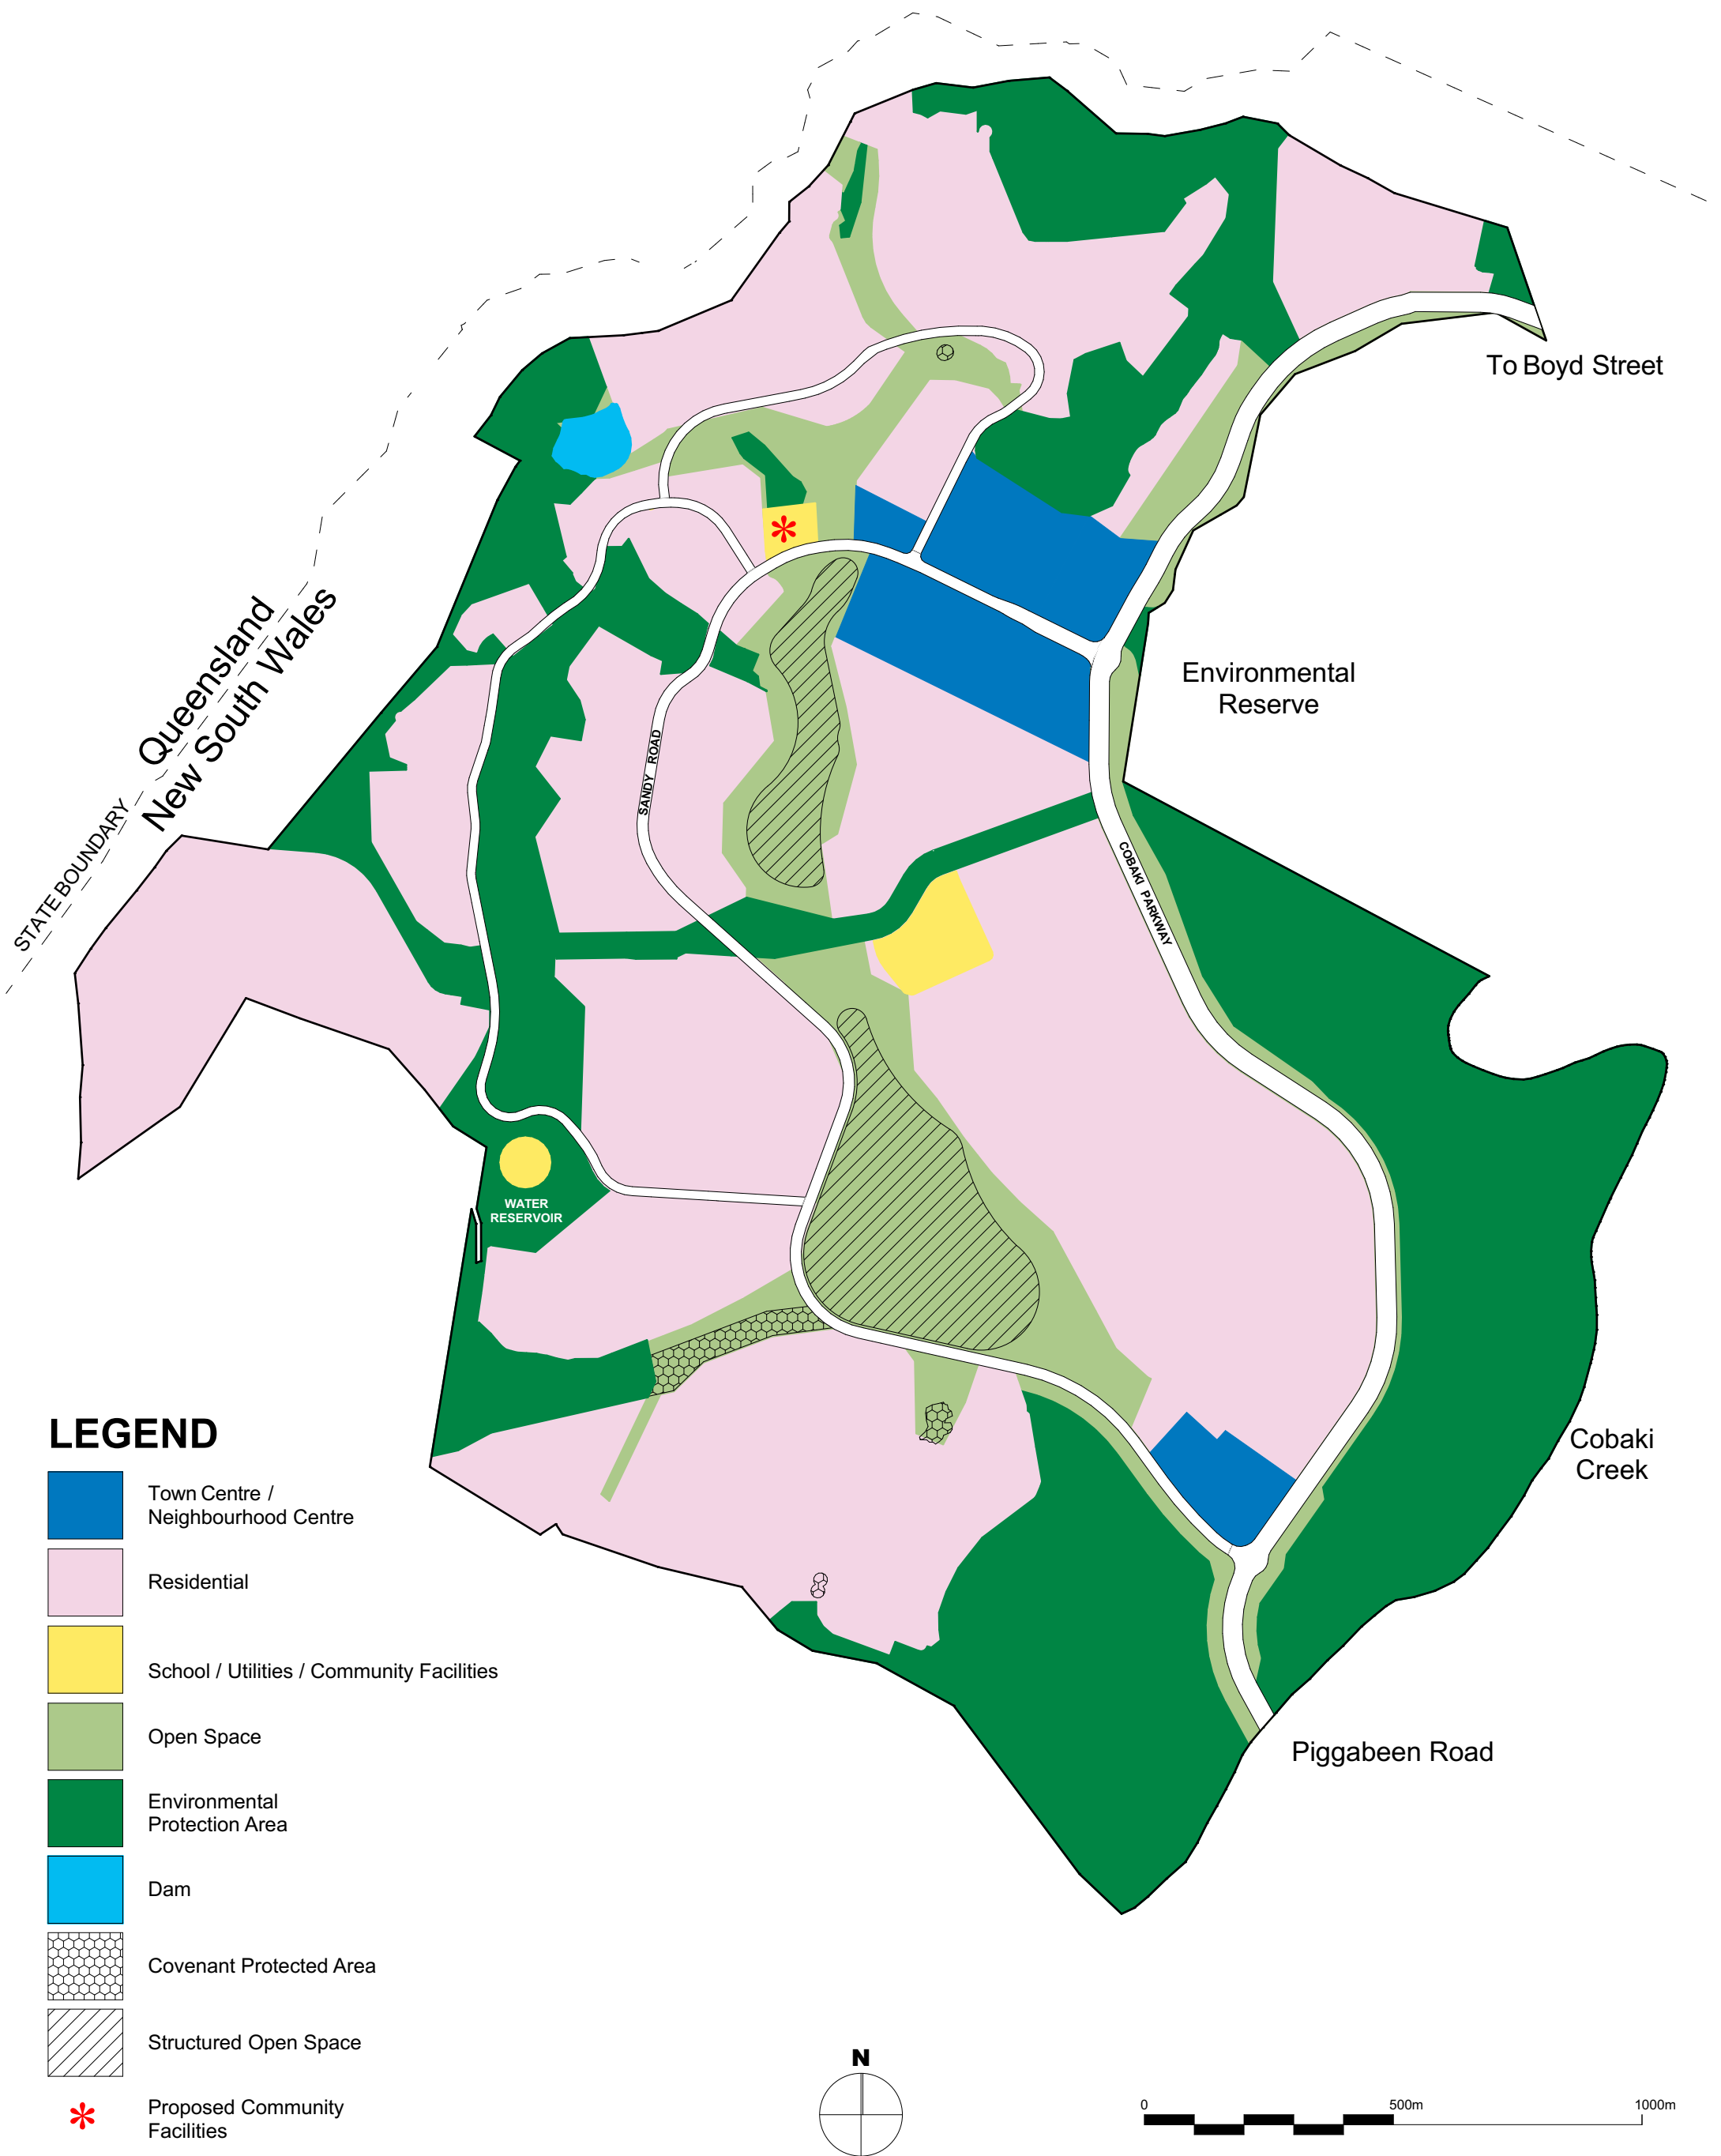 To Boyd Street
Environmental
Reserve
Queensland
New South Wales
STATE BOUNDARY
SANDY ROAD
COBAKI PARKWAY
WATER
RESERVOIR
Cobaki
Creek
Piggabeen Road
LEGEND
Town Centre /
Neighbourhood Centre
Residential
School / Utilities / Community Facilities
Open Space
Environmental
Protection Area
Dam
Covenant Protected Area
Structured Open Space
* Proposed Community
Facilities
N
0 500m 1000m